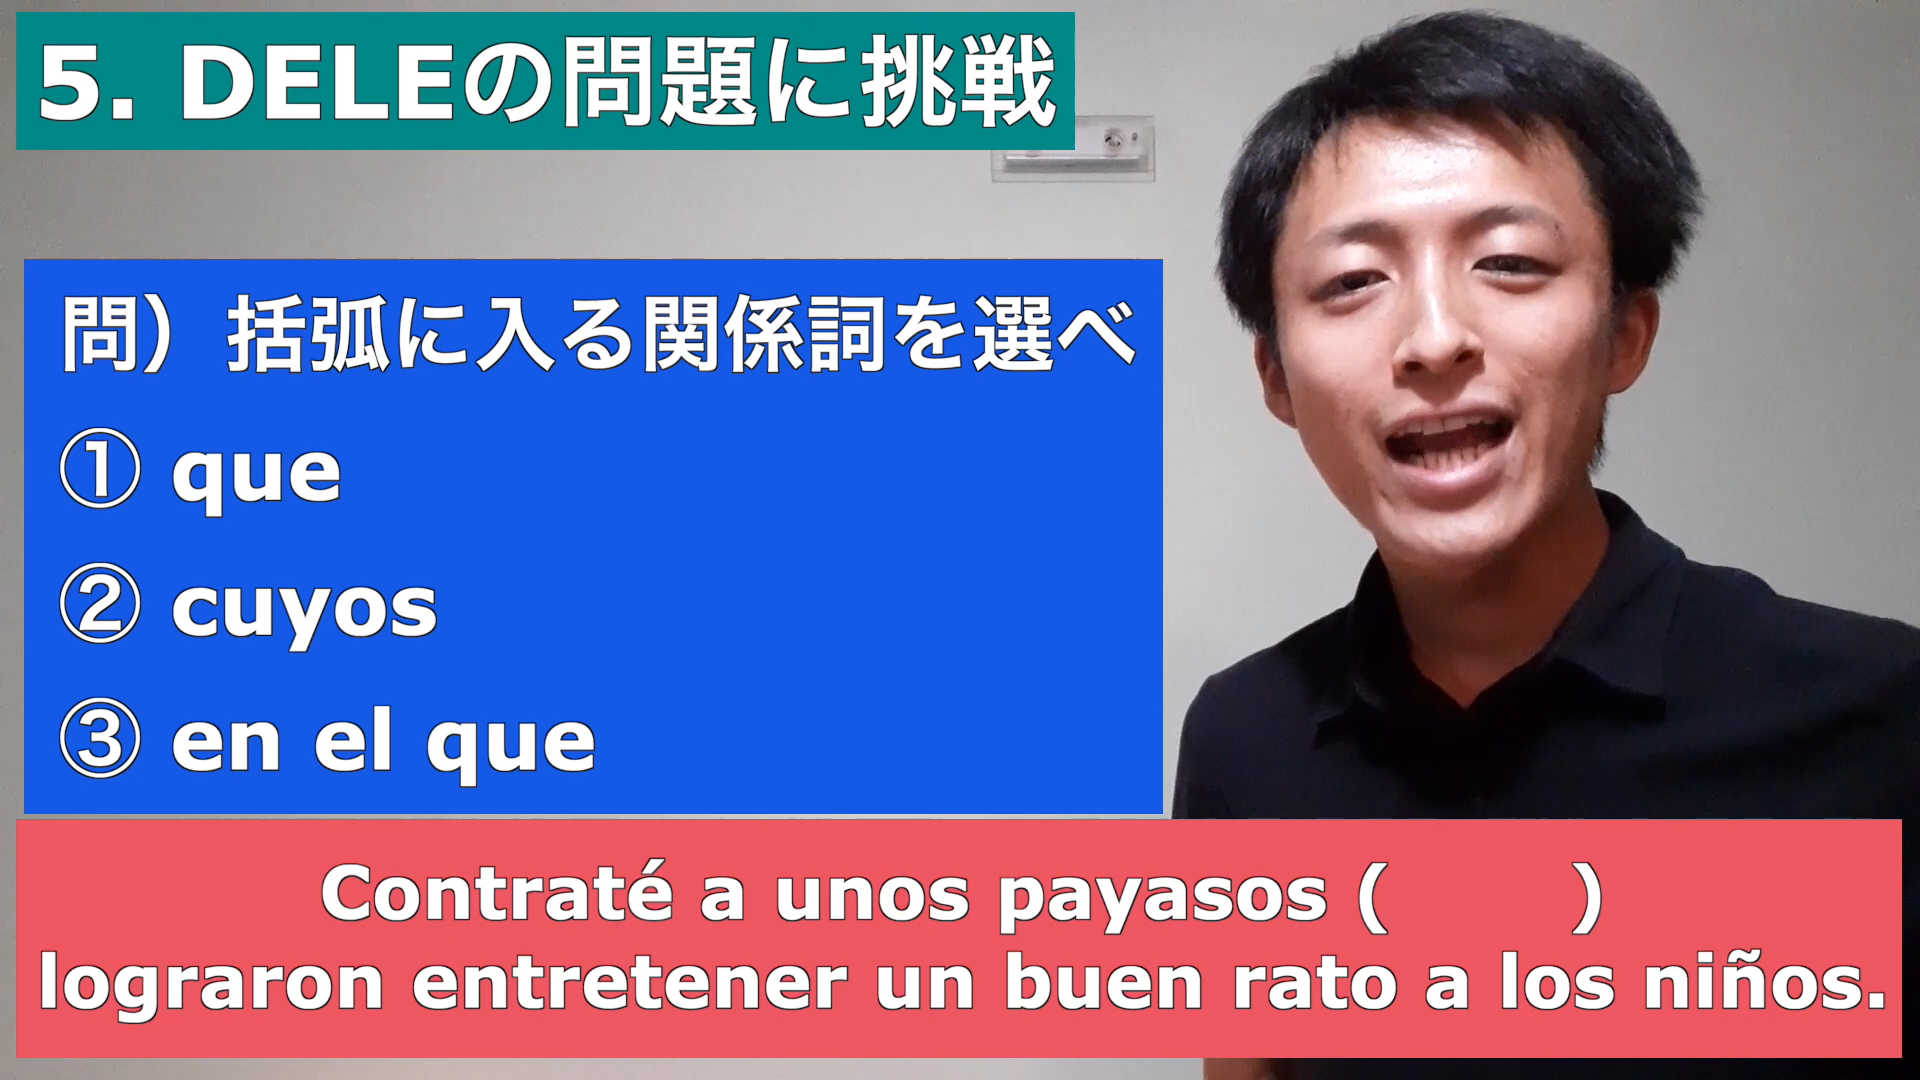 5. DELEの問題に挑戦
問）括弧に入る関係詞を選べ
① que
② cuyos
③ en el que
Contraté a unos payasos (　　)
lograron entretener un buen rato a los niños.